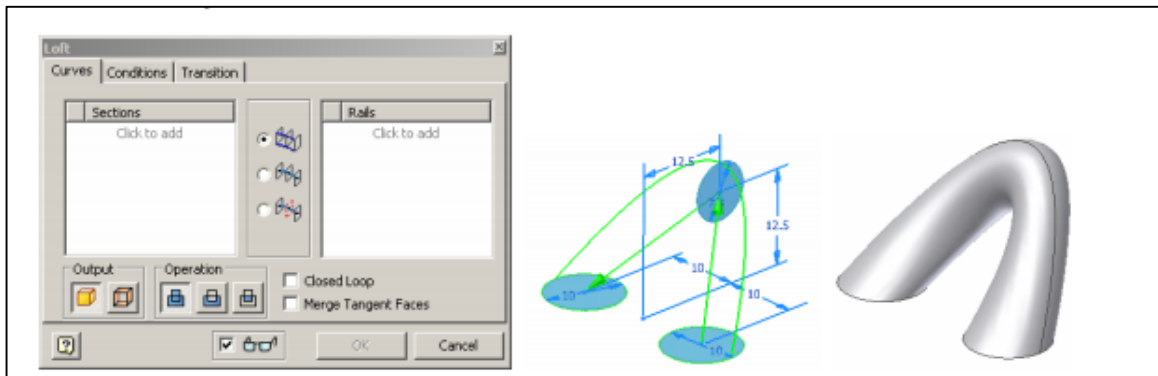 Loft
Curves Conditions Transition
Sections
Click to add
Rails
Click to add
Output
Operation
Closed Loop
Merge Tangent Faces
OK
Cancel
12.5
12.5
10
10
10
10